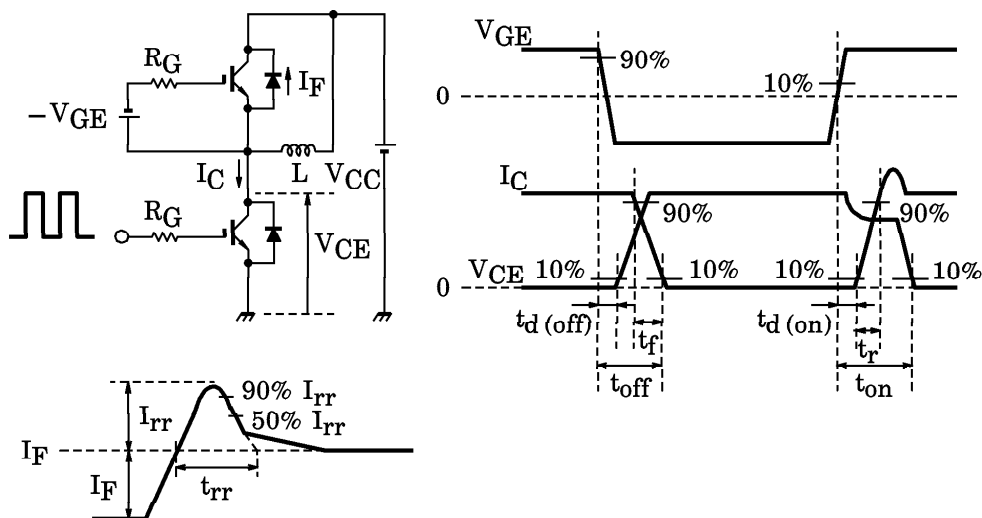 R_G
I_F
−V_GE
I_C
L
V_CC
R_G
V_CE
V_GE
90%
10%
0
I_C
90%
90%
V_CE
10%
10%
10%
10%
0
t_d (off)
t_f
t_off
t_d (on)
t_r
t_on
90% I_rr
I_rr
50% I_rr
I_F
I_F
t_rr